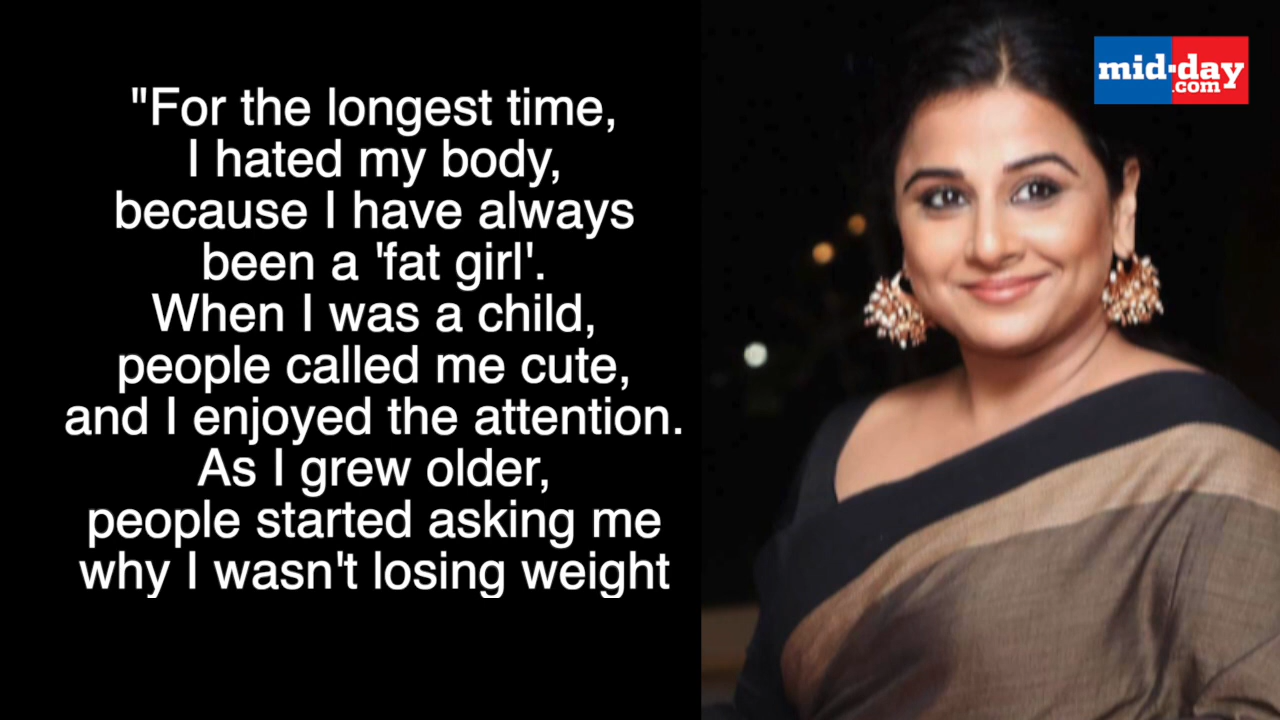 "For the longest time,
I hated my body,
because I have always
been a 'fat girl'.
When I was a child,
people called me cute,
and I enjoyed the attention.
As I grew older,
people started asking me
why I wasn't losing weight
mid-day
.com